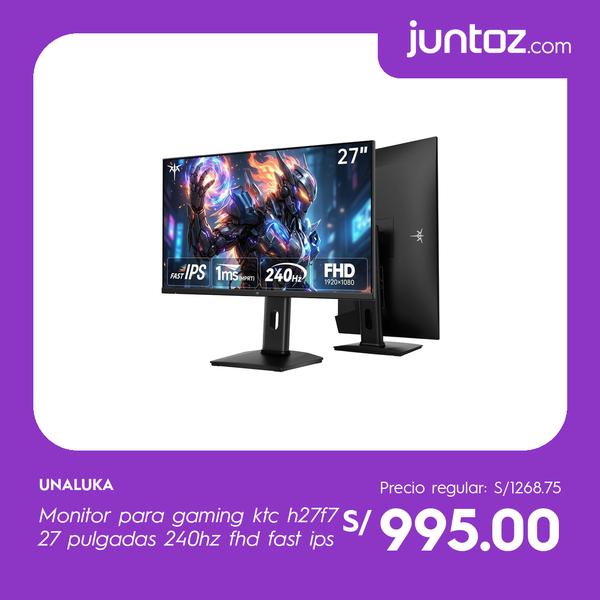 juntoz.com
27"
FAST IPS
1ms (MPRT)
240Hz
FHD
1920×1080
UNALUKA
Monitor para gaming ktc h27f7
27 pulgadas 240hz fhd fast ips
Precio regular: S/1268.75
S/ 995.00